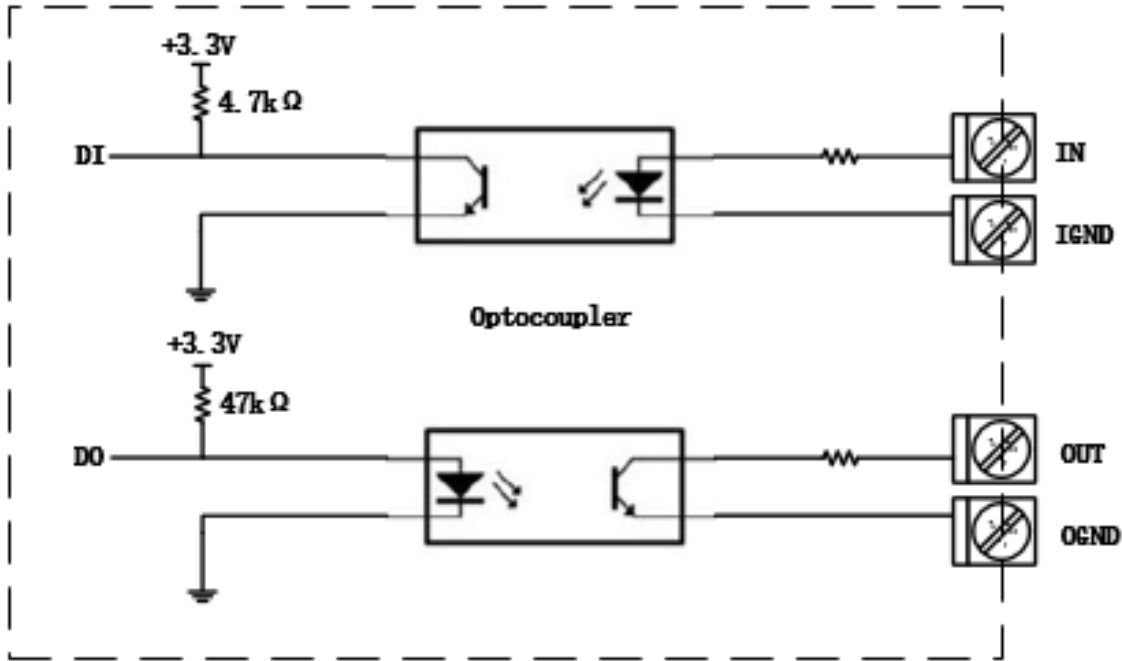 +3.3V
4.7kΩ
DI
IN
IGND
Optocoupler
+3.3V
47kΩ
DO
OUT
OGND